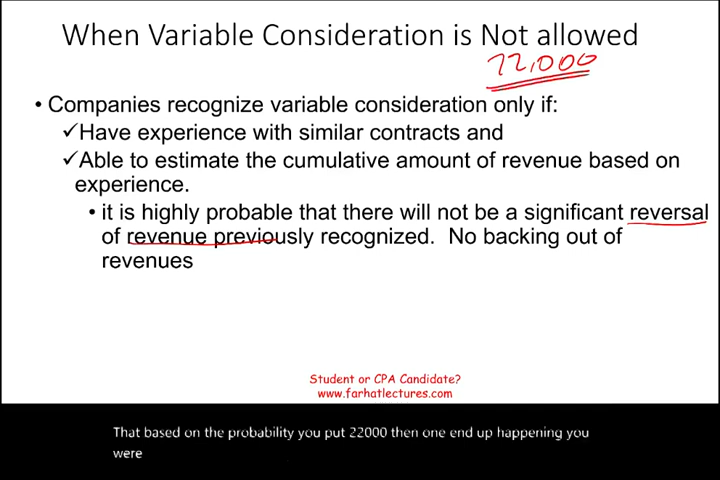 When Variable Consideration is Not allowed
72,000
• Companies recognize variable consideration only if:
✓Have experience with similar contracts and
✓Able to estimate the cumulative amount of revenue based on
experience.
• it is highly probable that there will not be a significant reversal
of revenue previously recognized. No backing out of
revenues
Student or CPA Candidate?
www.farhatlectures.com
That based on the probability you put 22000 then one end up happening you
were